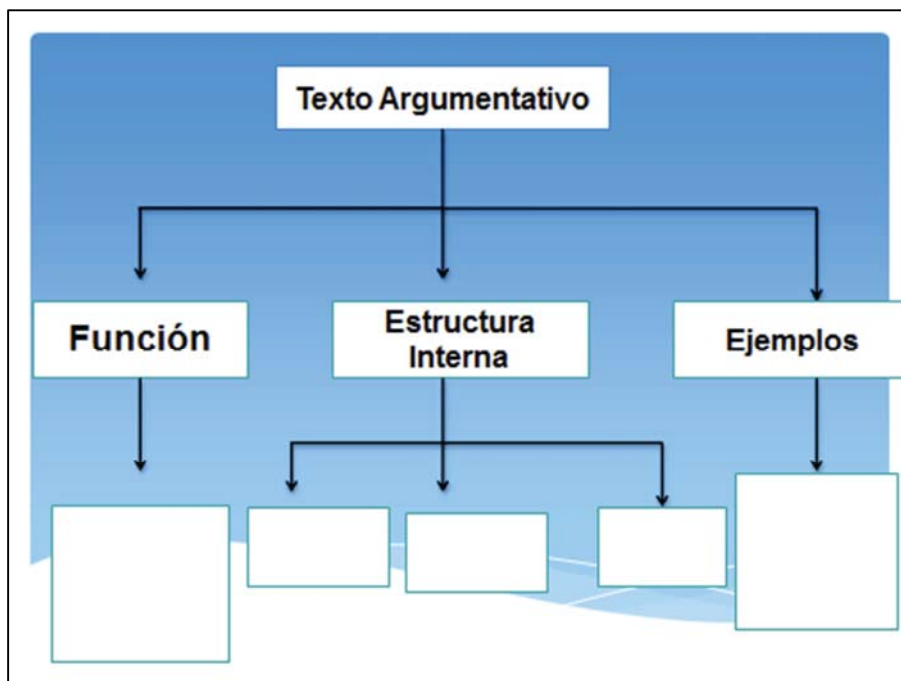 Texto Argumentativo
Función
Estructura
Interna
Ejemplos